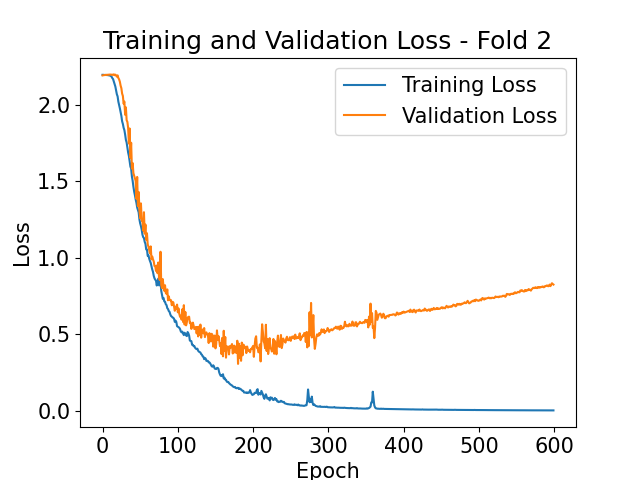 Training and Validation Loss - Fold 2
Training Loss
Validation Loss
Loss
2.0
1.5
1.0
0.5
0.0
0 100 200 300 400 500 600
Epoch